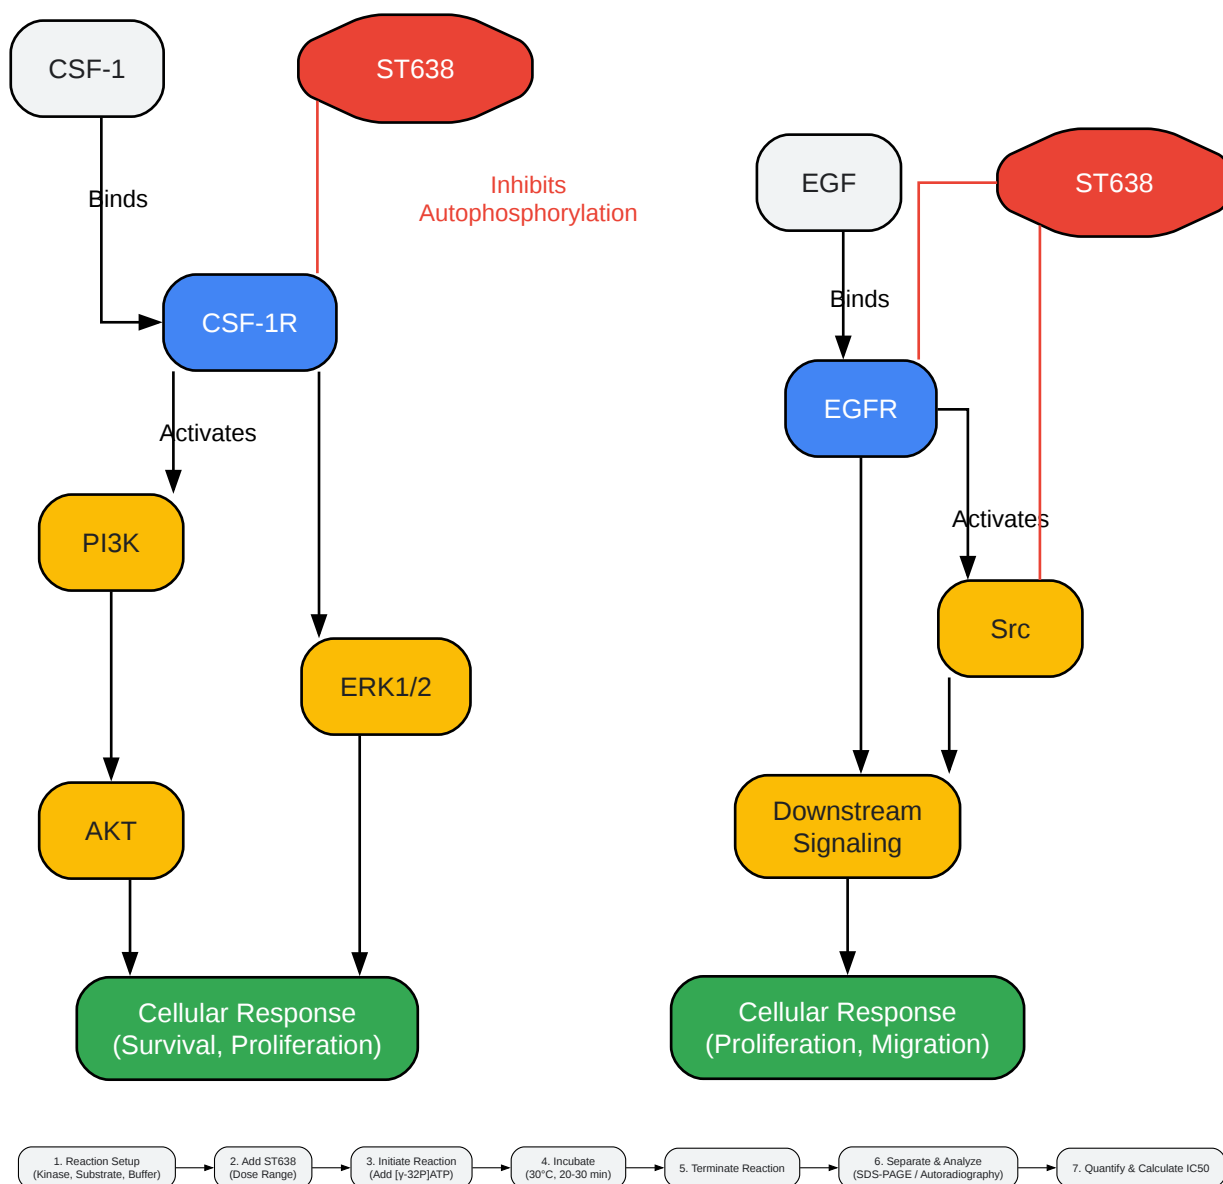 CSF-1
ST638
Binds
Inhibits
Autophosphorylation
CSF-1R
Activates
PI3K
ERK1/2
AKT
Cellular Response
(Survival, Proliferation)
EGF
ST638
Binds
EGFR
Activates
Src
Downstream
Signaling
Cellular Response
(Proliferation, Migration)
1. Reaction Setup
(Kinase, Substrate, Buffer)
2. Add ST638
(Dose Range)
3. Initiate Reaction
(Add [γ-32P]ATP)
4. Incubate
(30°C, 20-30 min)
5. Terminate Reaction
6. Separate & Analyze
(SDS-PAGE / Autoradiography)
7. Quantify & Calculate IC50